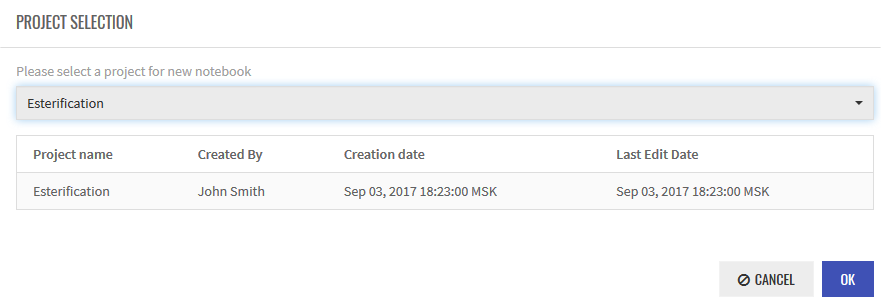 PROJECT SELECTION
Please select a project for new notebook
Esterification
Project name Created By Creation date Last Edit Date
Esterification John Smith Sep 03, 2017 18:23:00 MSK Sep 03, 2017 18:23:00 MSK
CANCEL OK